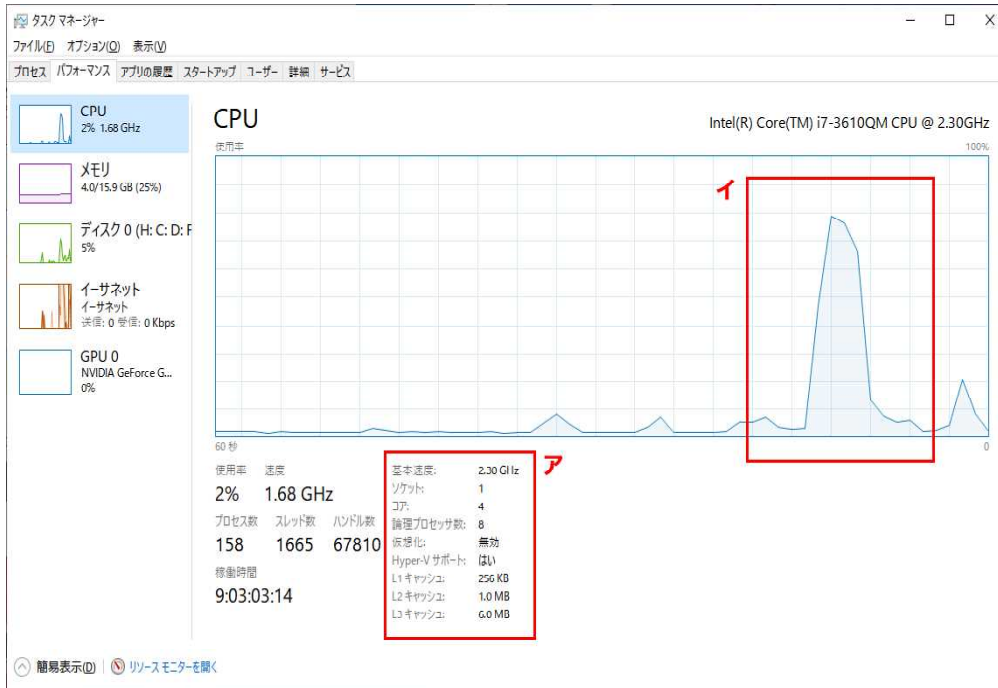 タスク マネージャー
ファイル(F) オプション(O) 表示(V)
プロセス パフォーマンス アプリの履歴 スタートアップ ユーザー 詳細 サービス
CPU
2% 1.68 GHz
メモリ
4.0/15.9 GB (25%)
ディスク 0 (H: C: D: F
5%
イーサネット
イーサネット
送信: 0 受信: 0 Kbps
GPU 0
NVIDIA GeForce G...
0%
CPU
Intel(R) Core(TM) i7-3610QM CPU @ 2.30GHz
使用率 100%
イ
60 秒 0
ア
使用率 速度
2% 1.68 GHz
プロセス数 スレッド数 ハンドル数
158 1665 67810
稼働時間
9:03:03:14
基本速度: 2.30 GHz
ソケット: 1
コア: 4
論理プロセッサ数: 8
仮想化: 無効
Hyper-V サポート: はい
L1 キャッシュ: 256 KB
L2 キャッシュ: 1.0 MB
L3 キャッシュ: 6.0 MB
簡易表示(D) リソース モニターを開く